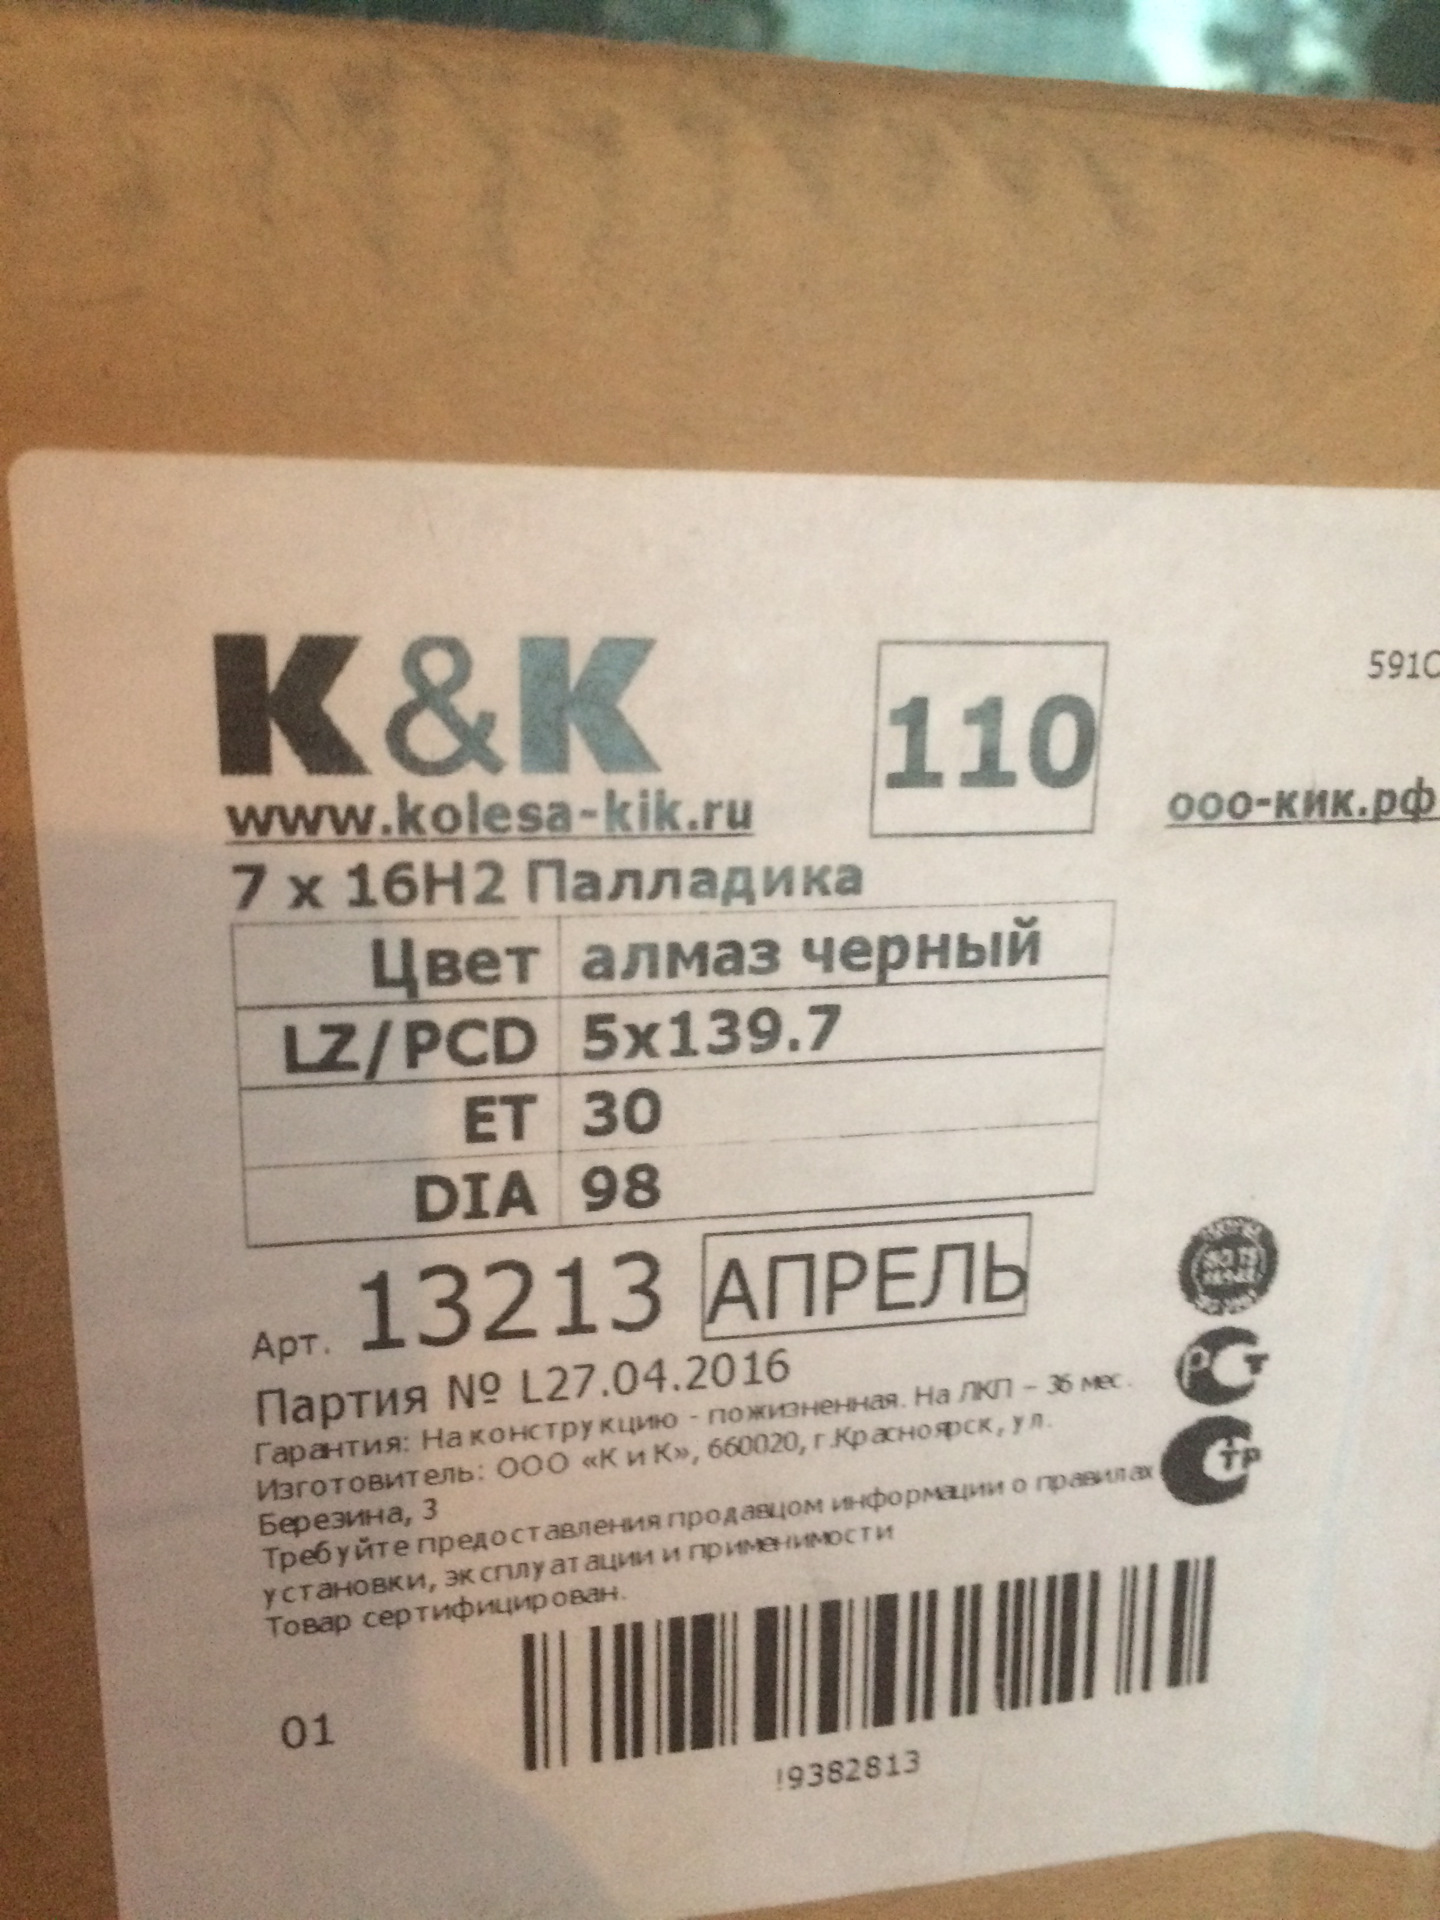 K&K
110
591C
www.kolesa-kik.ru
ооо-кик.рф
7 x 16H2 Палладика
Цвет алмаз черный
LZ/PCD 5x139.7
ET 30
DIA 98
Арт. 13213 АПРЕЛЬ
Партия № L27.04.2016
Гарантия: На конструкцию - пожизненная. На ЛКП – 36 мес.
Изготовитель: ООО «К и К», 660020, г.Красноярск, ул.
Березина, 3
Требуйте предоставления продавцом информации о правилах
установки, эксплуатации и применимости
Товар сертифицирован.
РСТ
СТР
01
!9382813